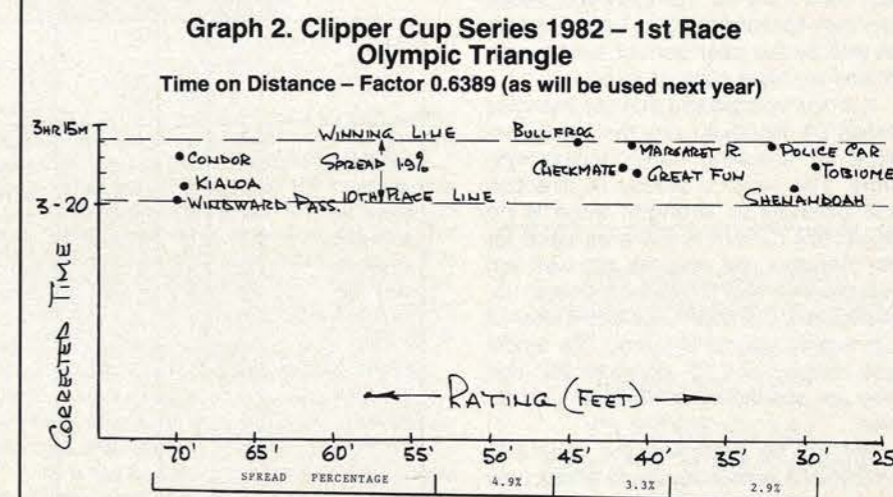 Graph 2. Clipper Cup Series 1982 – 1st Race
Olympic Triangle
Time on Distance – Factor 0.6389 (as will be used next year)
3HR 15M
WINNING LINE
BULLFROG
CONDOR
SPREAD 1.9%
MARGARET R.
POLICE CAR
CHECKMATE
GREAT FUN
TOBIUME
KIALOA
SHENANDOAH
3-20
WINDWARD PASS.
10TH PLACE LINE
CORRECTED TIME
RATING (FEET)
70' 65' 60' 55' 50' 45' 40' 35' 30' 25'
SPREAD PERCENTAGE 4.9% 3.3% 2.9%